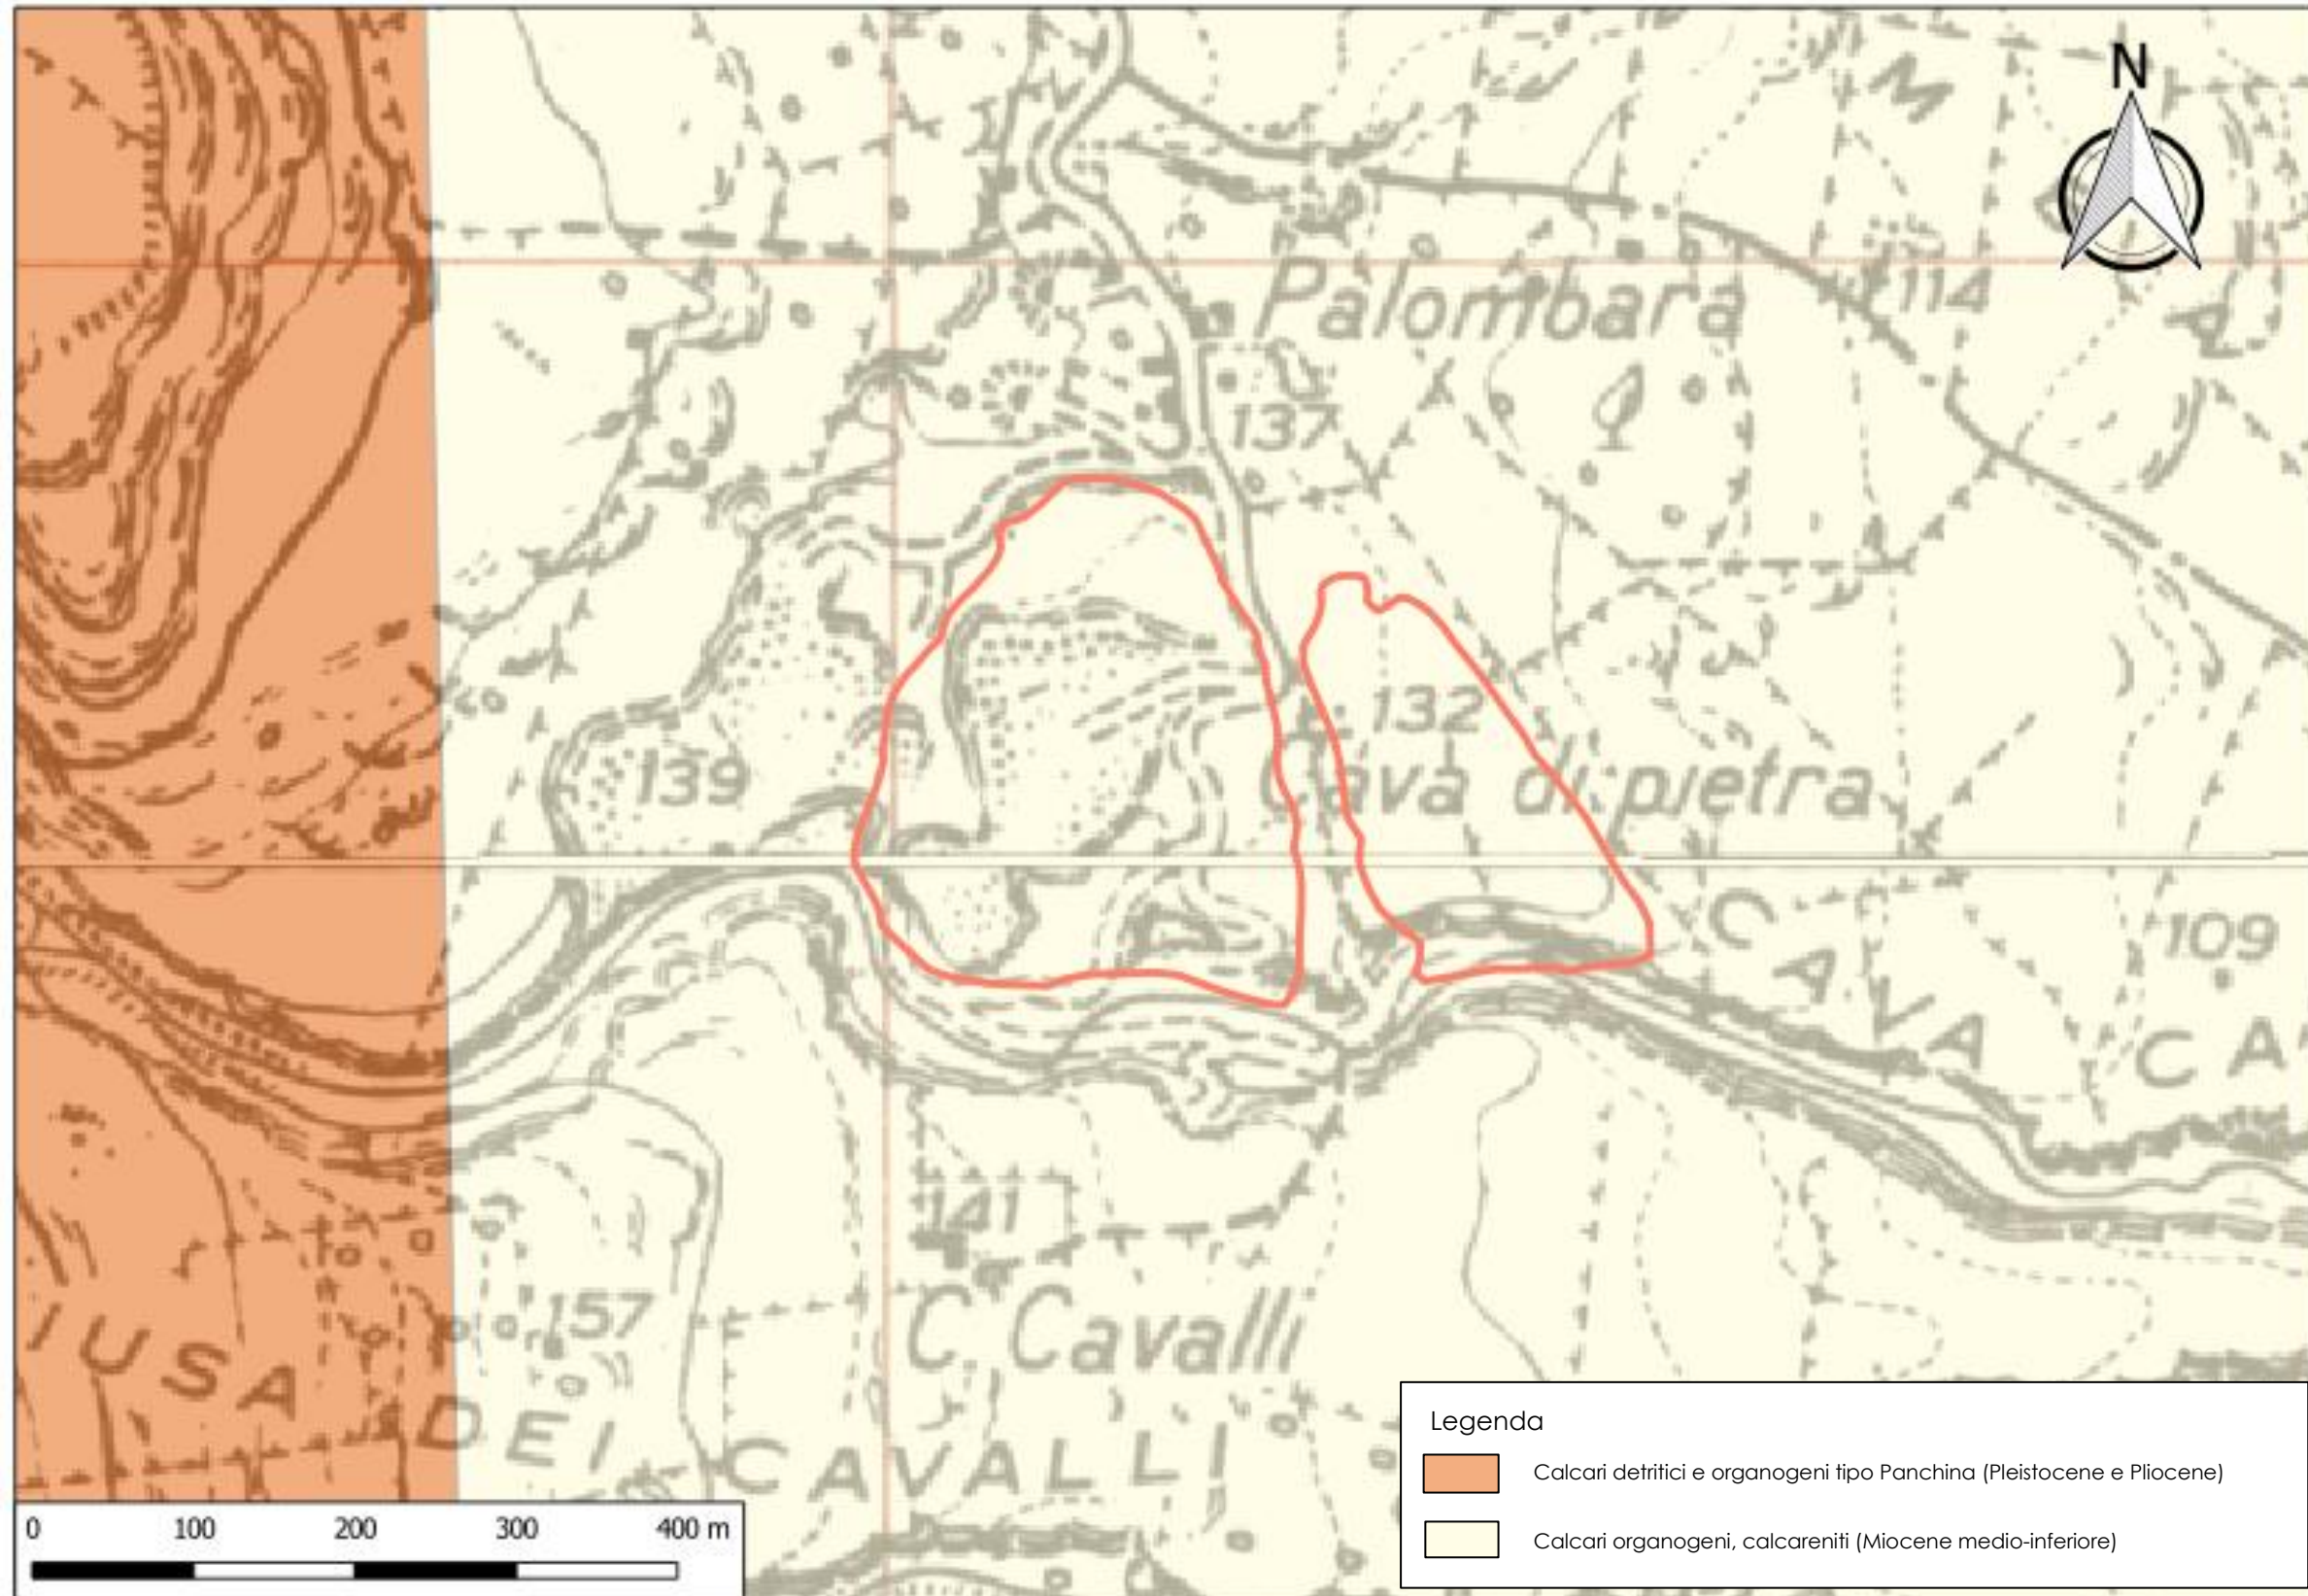 N
M
114
Palombara
137
132
139
Cava di pietra
CAVA CA
109
141
157
C. Cavalli
IUSA DEI CAVALLI
Legenda
Calcari detritici e organogeni tipo Panchina (Pleistocene e Pliocene)
Calcari organogeni, calcareniti (Miocene medio-inferiore)
0 100 200 300 400 m